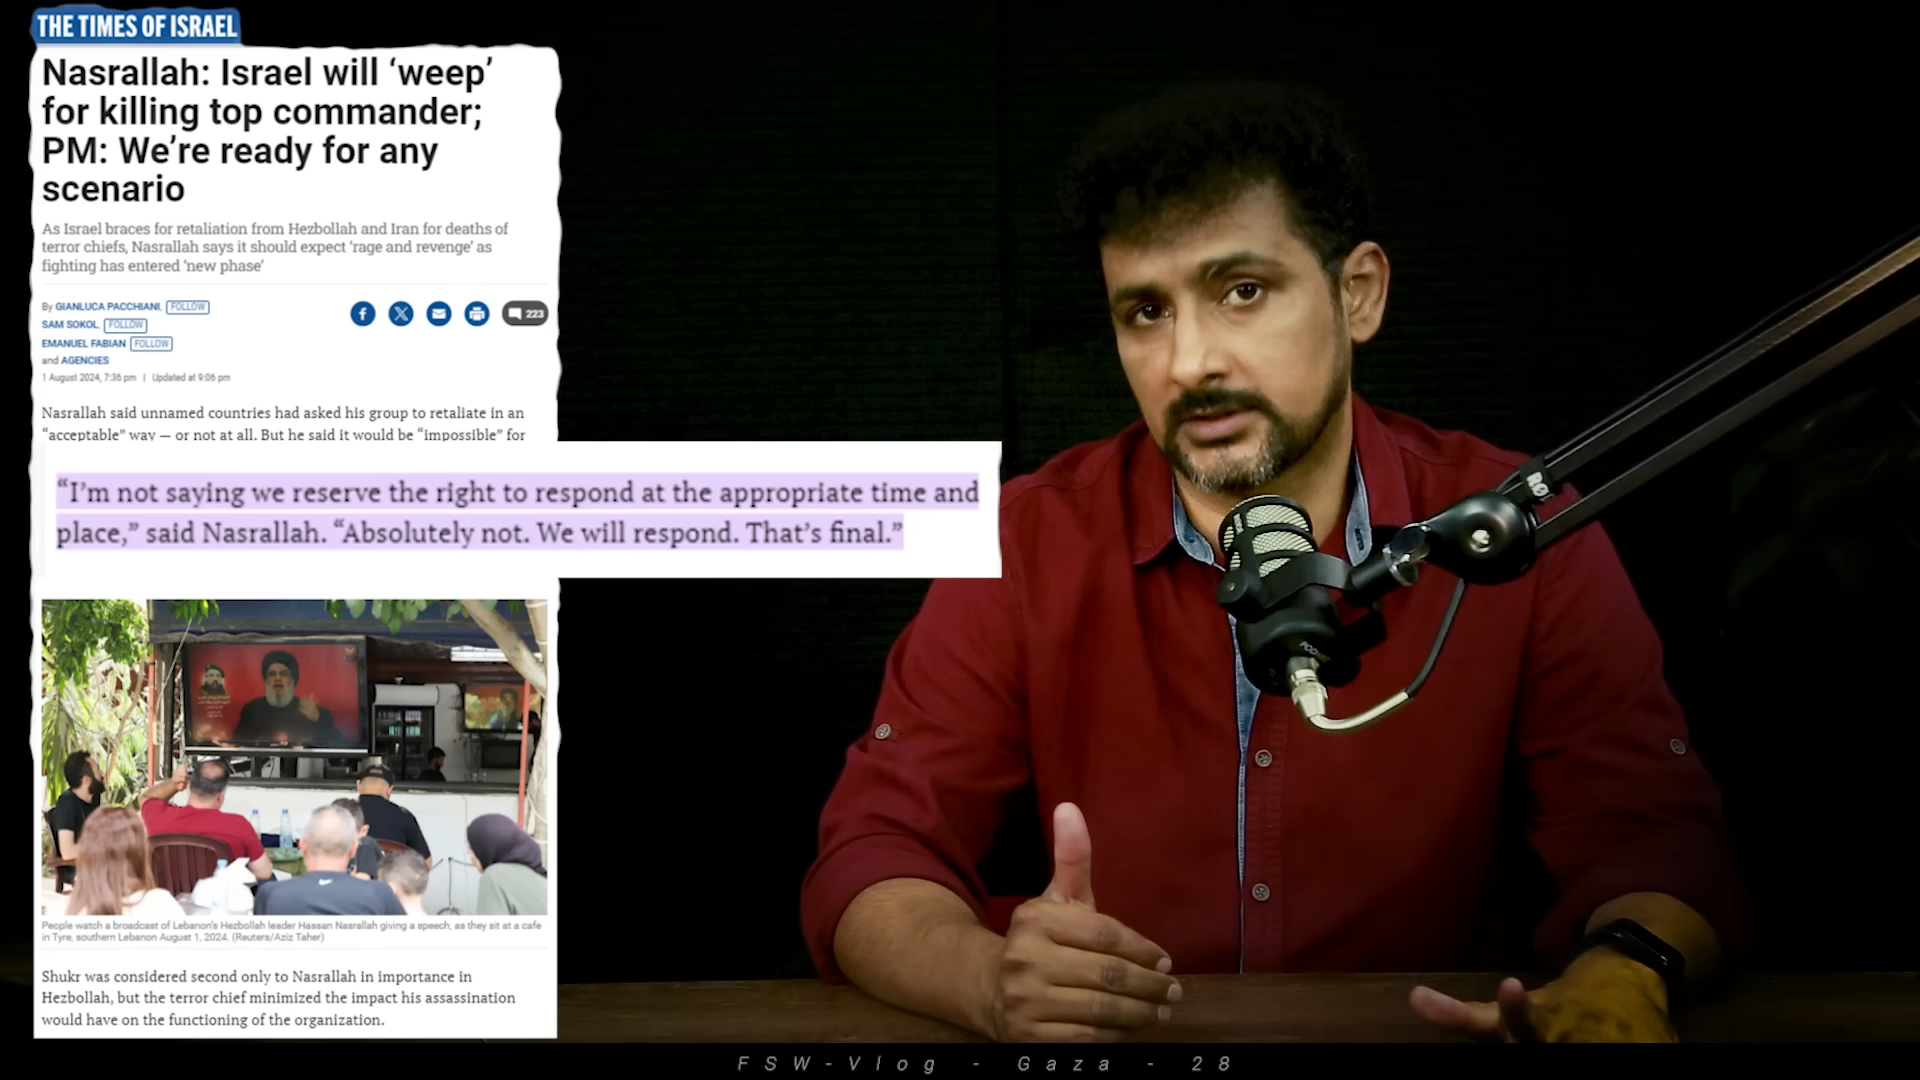 THE TIMES OF ISRAEL
Nasrallah: Israel will ‘weep’
for killing top commander;
PM: We’re ready for any
scenario
As Israel braces for retaliation from Hezbollah and Iran for deaths of
terror chiefs, Nasrallah says it should expect ‘rage and revenge’ as
fighting has entered ‘new phase’
By GIANLUCA PACCHIANI, FOLLOW
SAM SOKOL, FOLLOW
EMANUEL FABIAN FOLLOW
and AGENCIES
223
1 August 2024, 7:36 pm | Updated at 9:06 pm
Nasrallah said unnamed countries had asked his group to retaliate in an
“acceptable” way — or not at all. But he said it would be “impossible” for
“I’m not saying we reserve the right to respond at the appropriate time and
place,” said Nasrallah. “Absolutely not. We will respond. That’s final.”
People watch a broadcast of Lebanon's Hezbollah leader Hassan Nasrallah giving a speech, as they sit at a cafe
in Tyre, southern Lebanon August 1, 2024. (Reuters/Aziz Taher)
Shukr was considered second only to Nasrallah in importance in
Hezbollah, but the terror chief minimized the impact his assassination
would have on the functioning of the organization.
PODMIC
FSW-Vlog - Gaza - 28